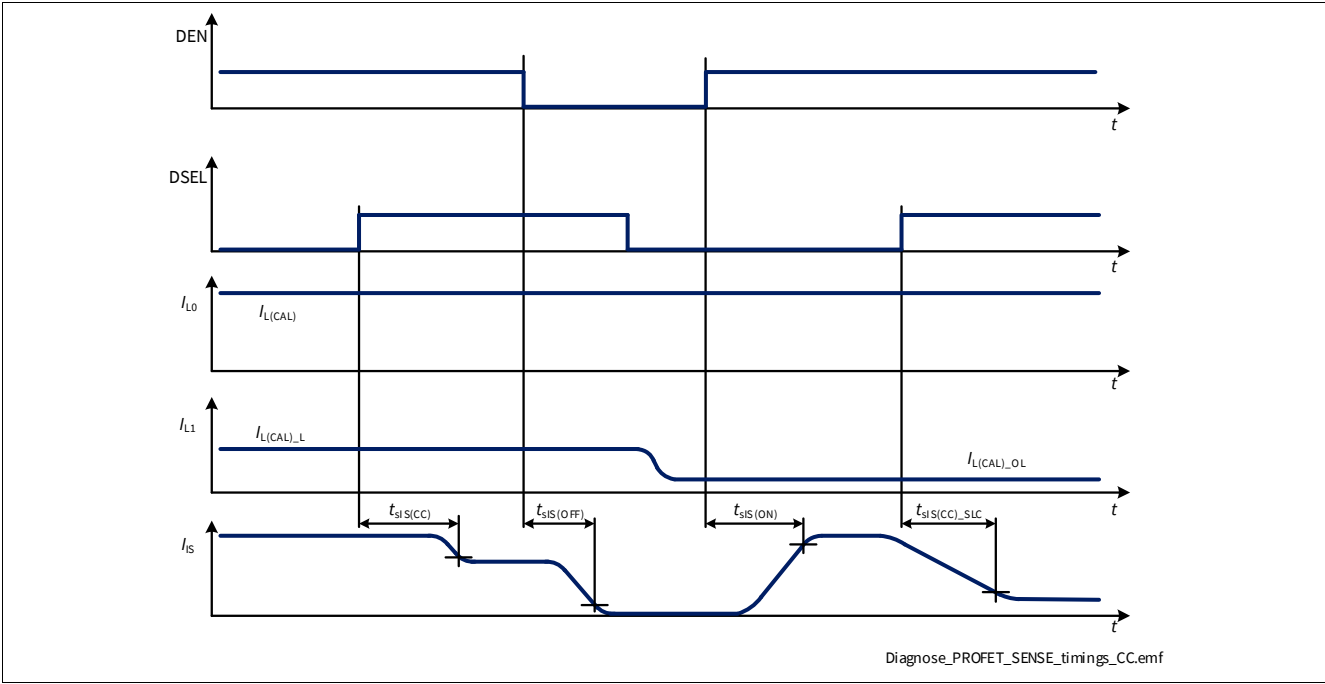 DEN
t
DSEL
t
IL0
IL(CAL)
t
IL1
IL(CAL)_L
IL(CAL)_OL
t
tsIS(CC)
tsIS(OFF)
tsIS(ON)
tsIS(CC)_SLC
IIS
t
Diagnose_PROFET_SENSE_timings_CC.emf